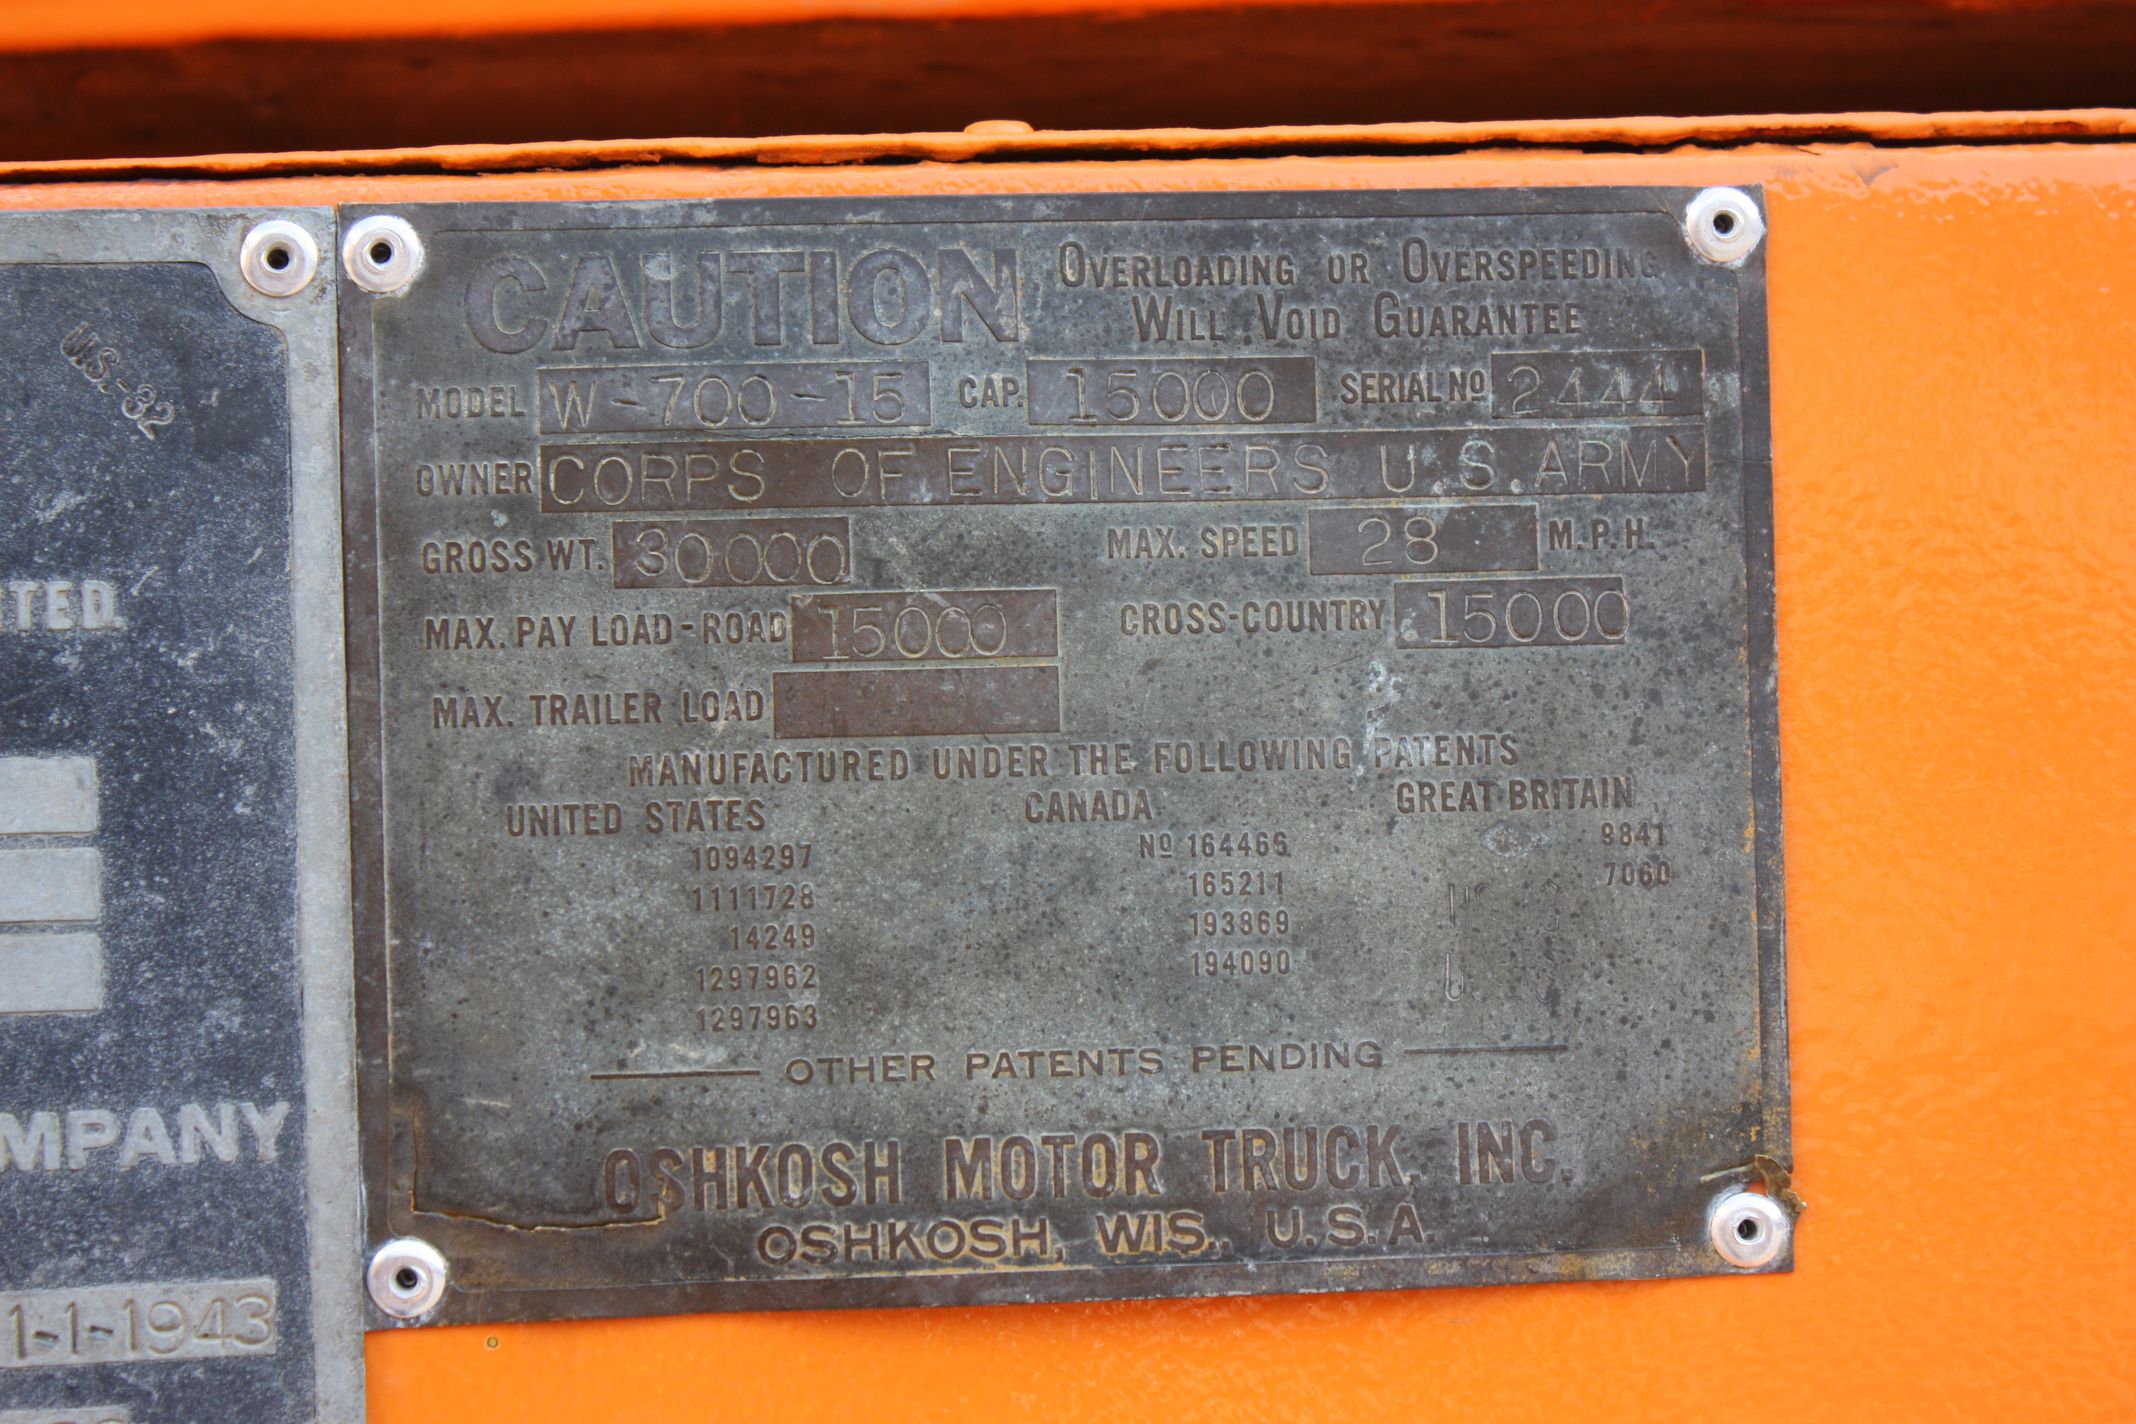 U.S.-32
TED.
MPANY
1-1-1943
CAUTION
OVERLOADING OR OVERSPEEDING
WILL VOID GUARANTEE
MODEL W-700-15 CAP. 15000 SERIAL NO 2444
OWNER CORPS OF ENGINEERS U.S. ARMY
GROSS WT. 30000 MAX. SPEED 28 M.P.H.
MAX. PAY LOAD-ROAD 15000 CROSS-COUNTRY 15000
MAX. TRAILER LOAD
MANUFACTURED UNDER THE FOLLOWING PATENTS
UNITED STATES CANADA GREAT BRITAIN
1094297 NO 164466 9841
1111728 165211 7060
14249 193869
1297962 194090
1297963
OTHER PATENTS PENDING
OSHKOSH MOTOR TRUCK, INC.
OSHKOSH, WIS., U.S.A.